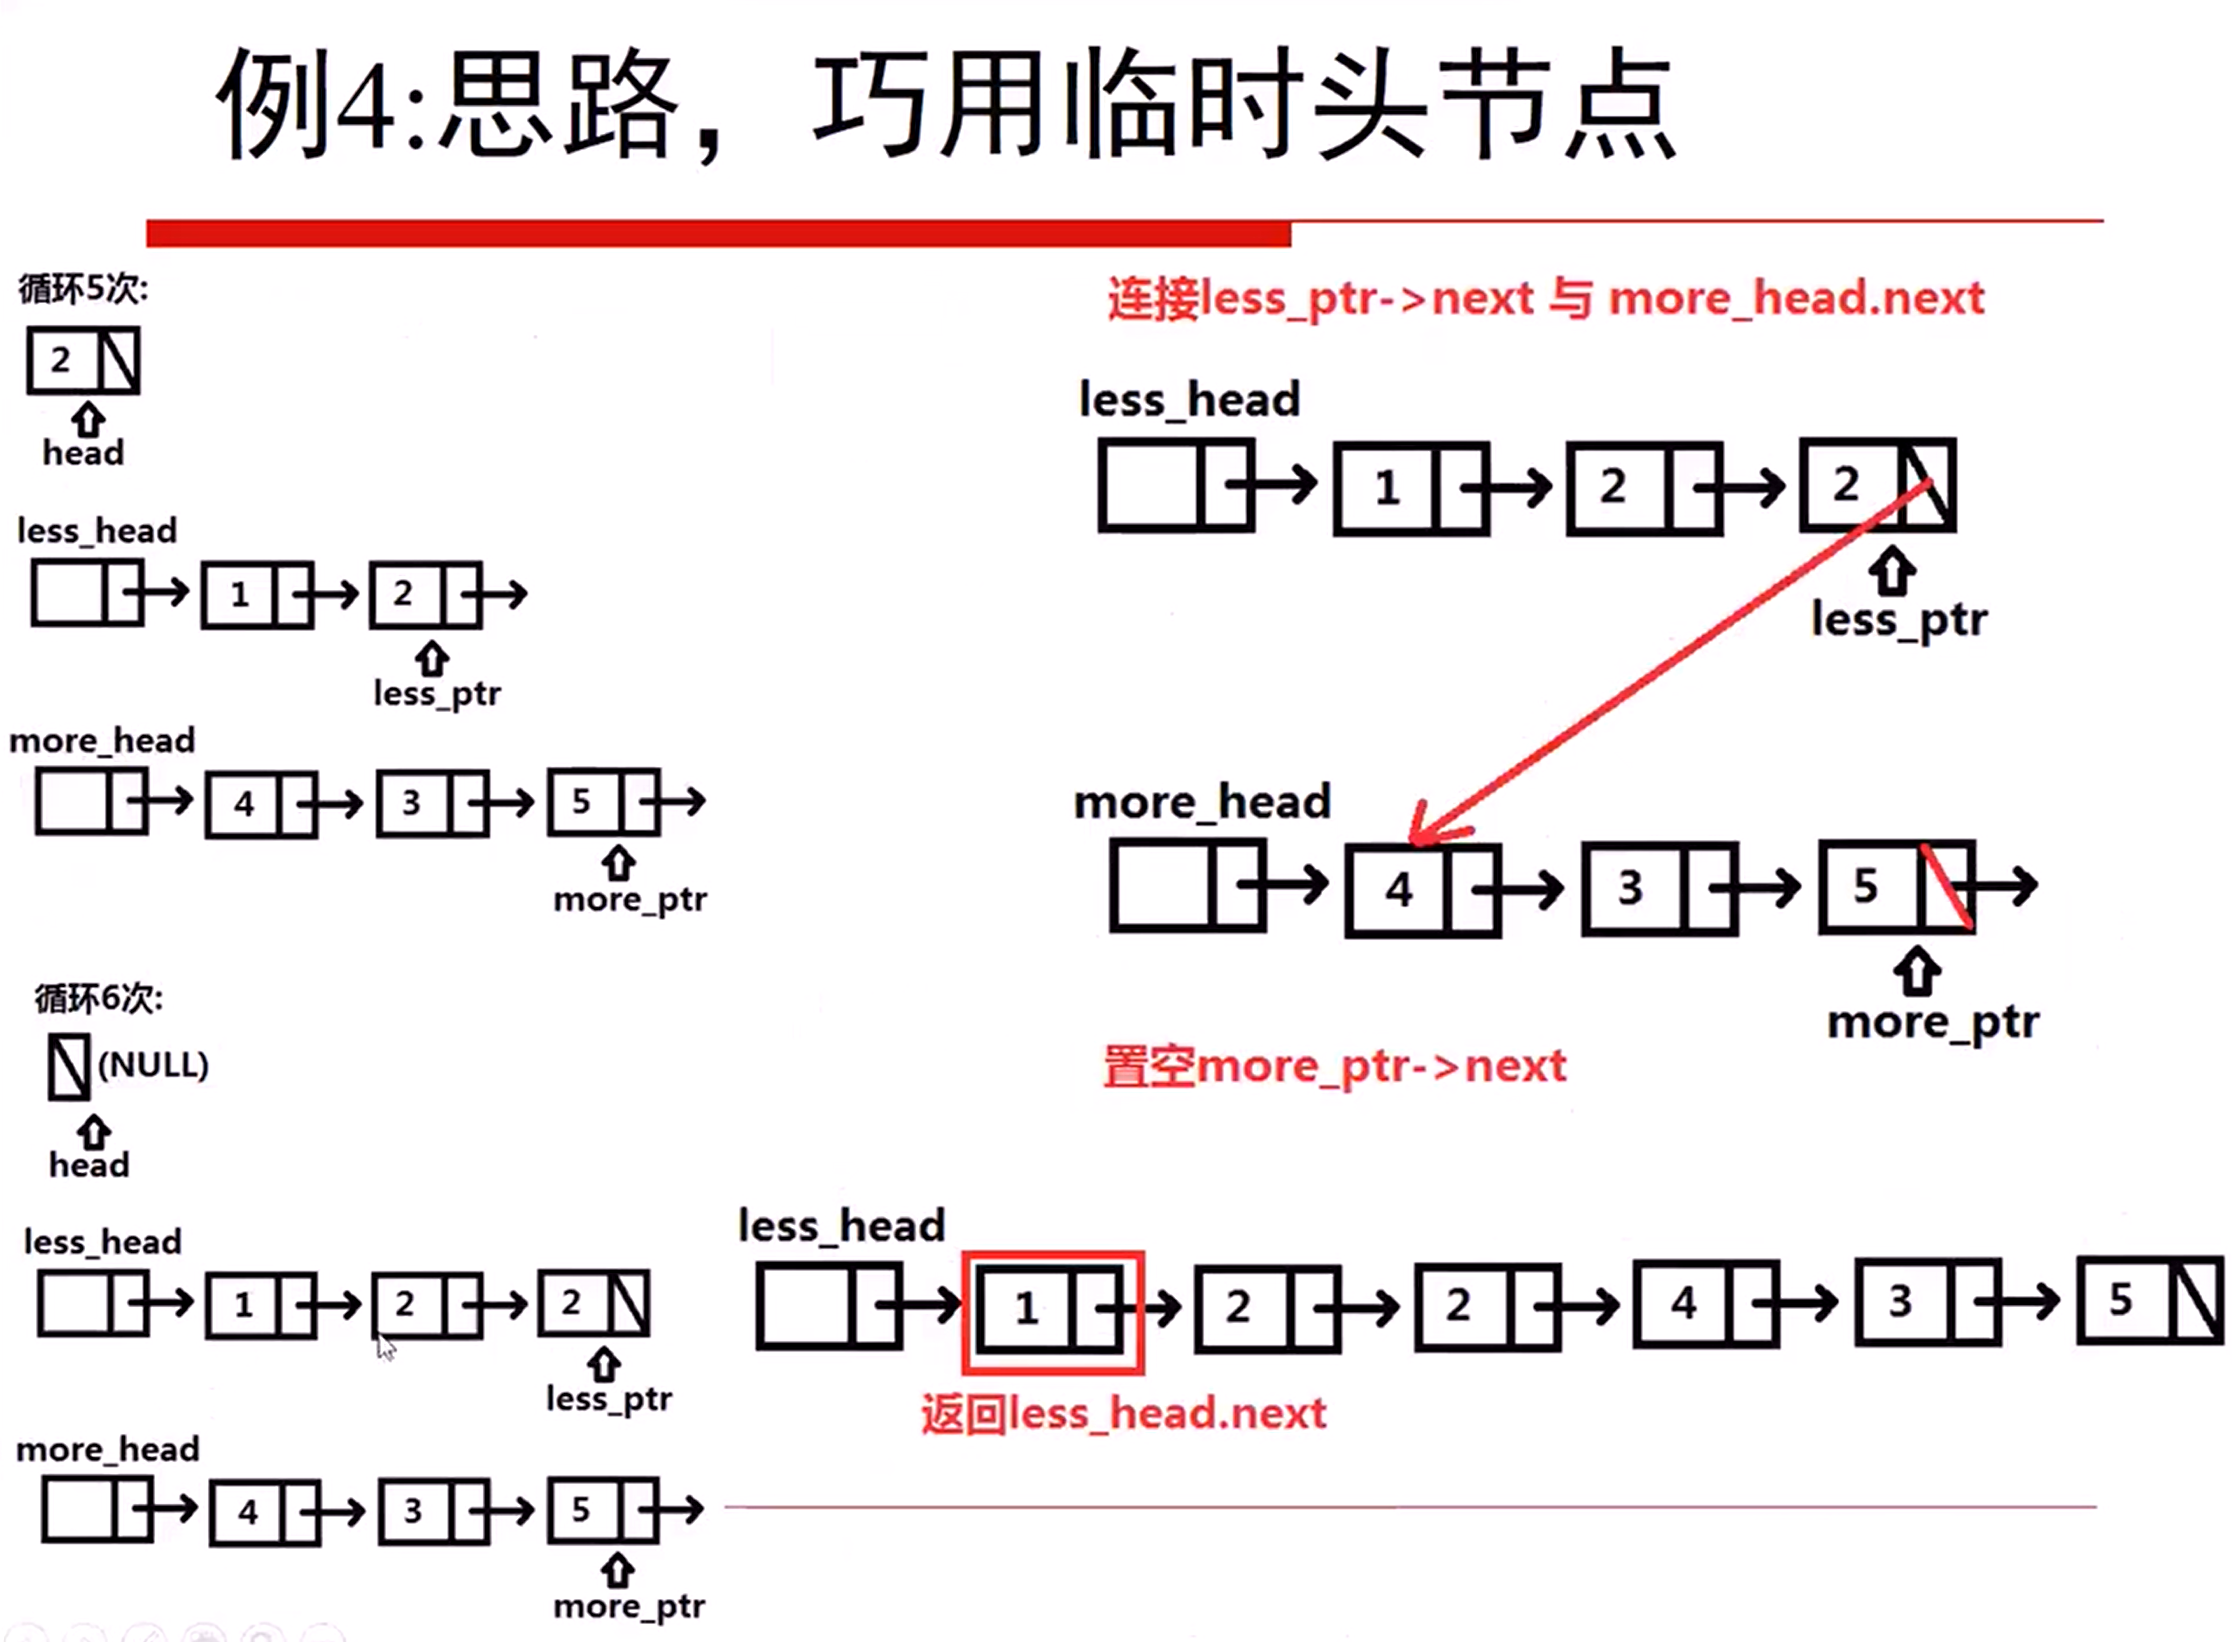 例4:思路，巧用临时头节点
循环5次:
2
head
less_head
1 2
less_ptr
more_head
4 3 5
more_ptr
循环6次:
(NULL)
head
less_head
1 2 2
less_ptr
more_head
4 3 5
more_ptr
连接less_ptr->next 与 more_head.next
less_head
1 2 2
less_ptr
more_head
4 3 5
more_ptr
置空more_ptr->next
less_head
1 2 2 4 3 5
返回less_head.next